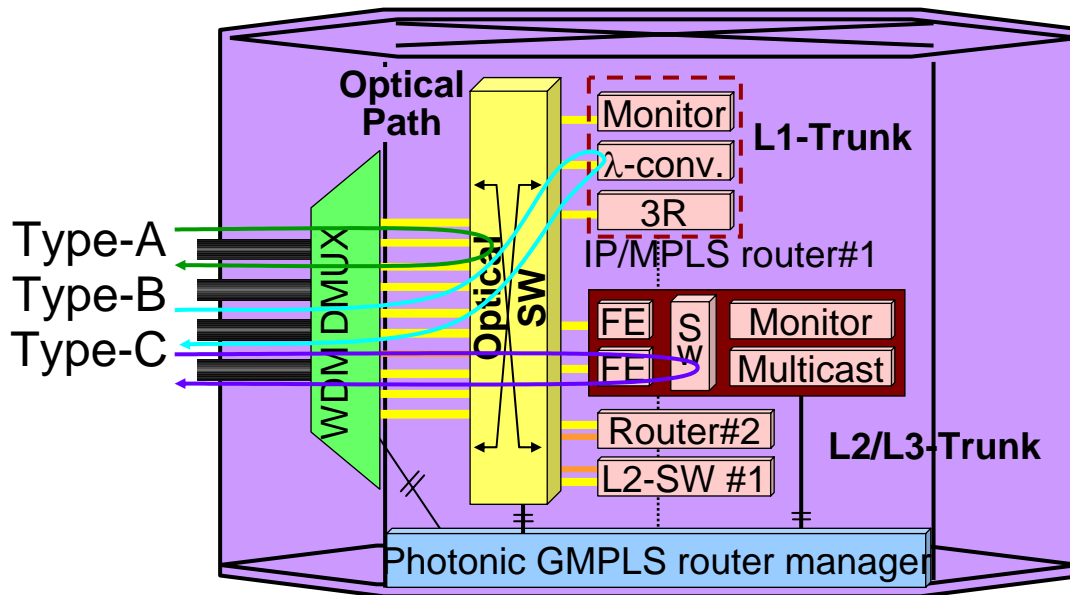 Optical
Path
Monitor
λ-conv.
3R
L1-Trunk
Type-A
Type-B
Type-C
WDM DMUX
Optical
SW
IP/MPLS router#1
FE
FE
Sw
Monitor
Multicast
Router#2
L2-SW #1
L2/L3-Trunk
Photonic GMPLS router manager